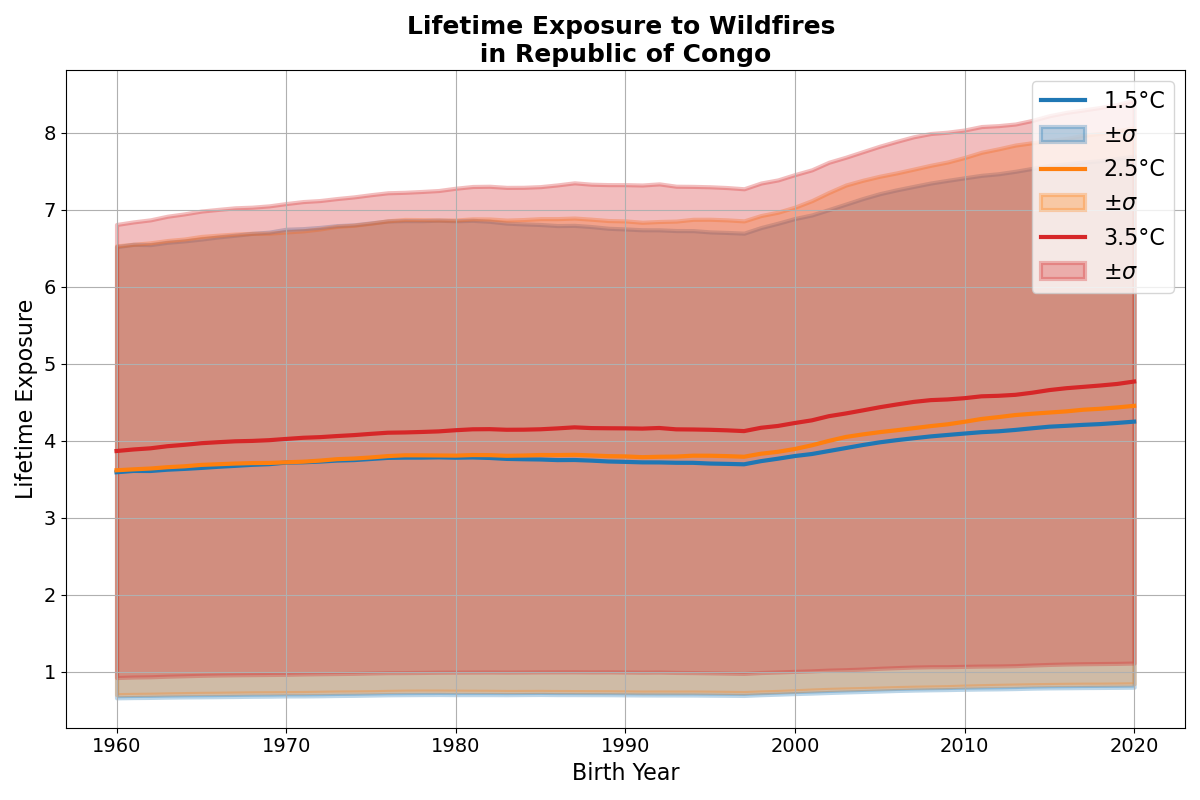 Lifetime Exposure to Wildfires
in Republic of Congo
1.5°C
±σ
2.5°C
±σ
3.5°C
±σ
Lifetime Exposure
8
7
6
5
4
3
2
1
1960 1970 1980 1990 2000 2010 2020
Birth Year